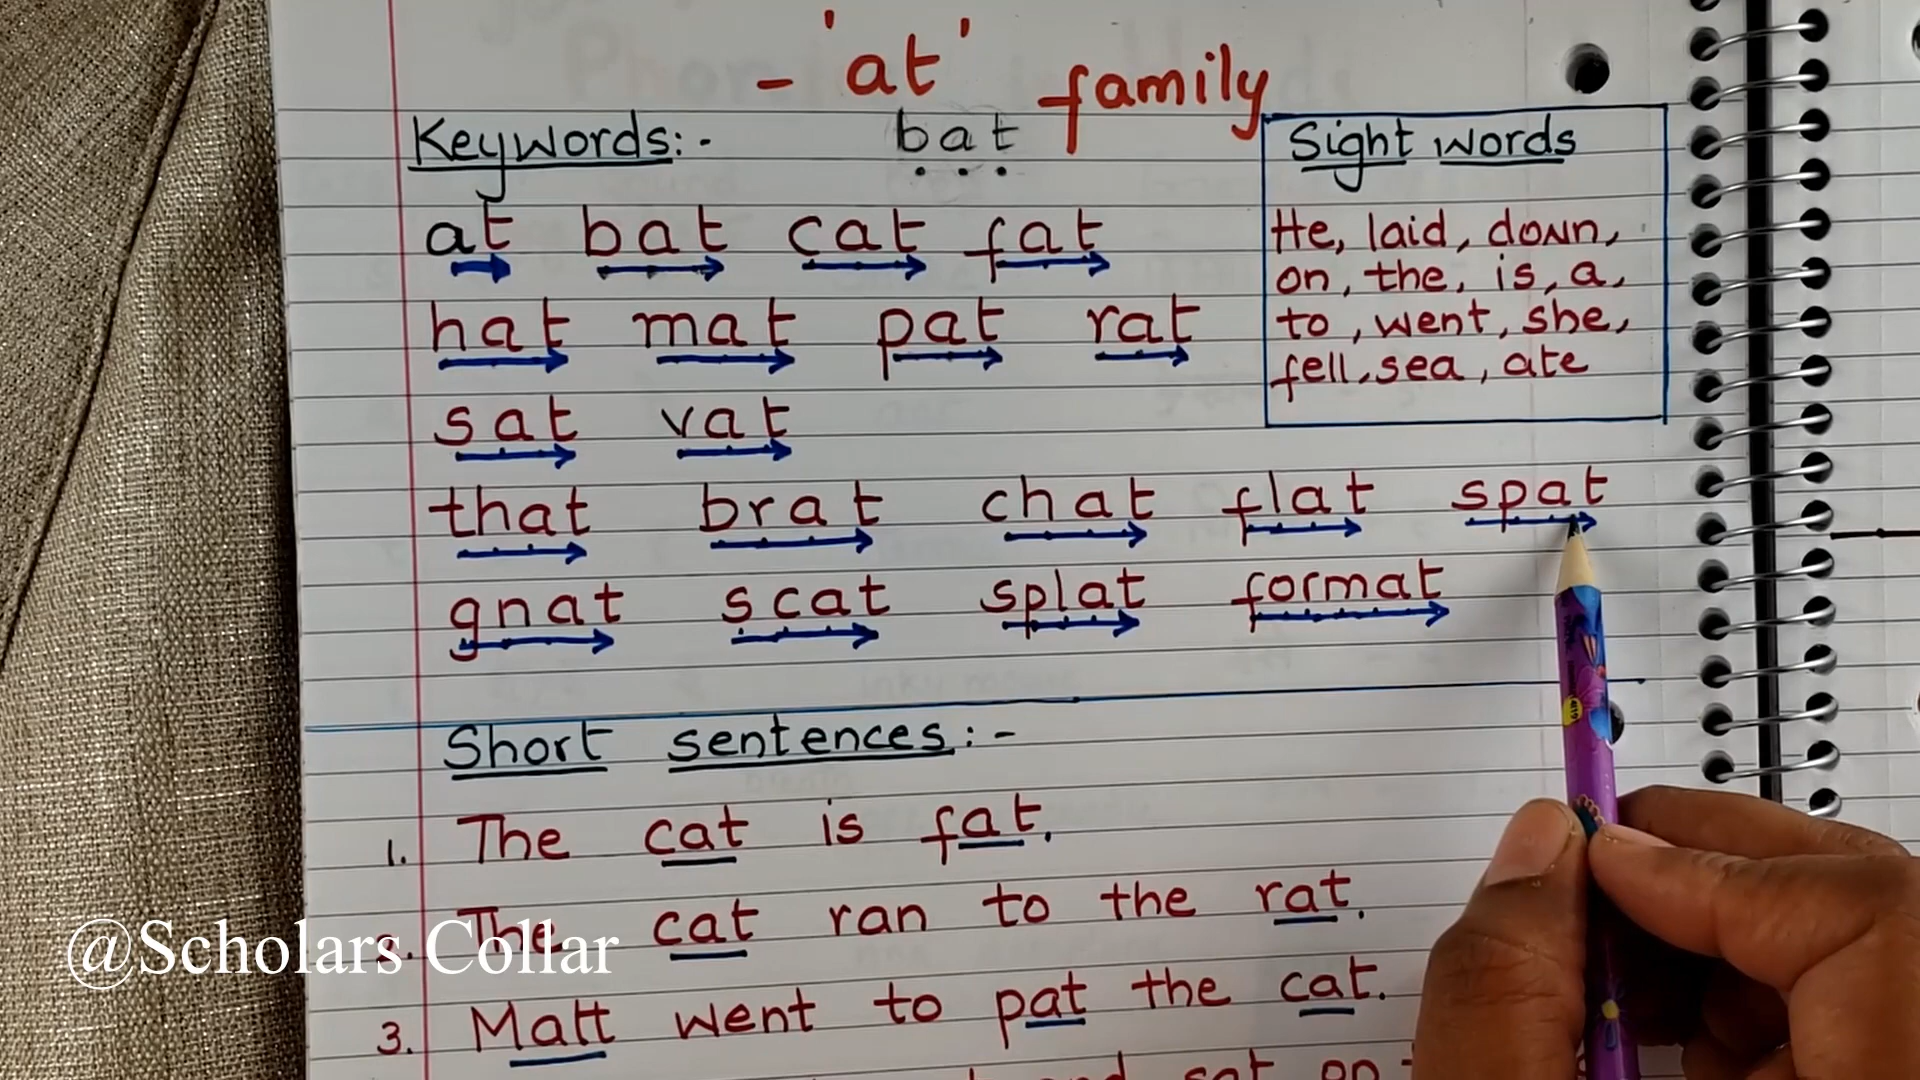 - 'at' family
Keywords:- bat
at bat cat fat
hat mat pat rat
sat vat
that brat chat flat spat
gnat scat splat format
Sight words
He, laid, down,
on, the, is, a,
to, went, she,
fell, sea, ate
Short sentences:-
1. The cat is fat.
2. The cat ran to the rat.
3. Matt went to pat the cat.
and sat on
@Scholars Collar